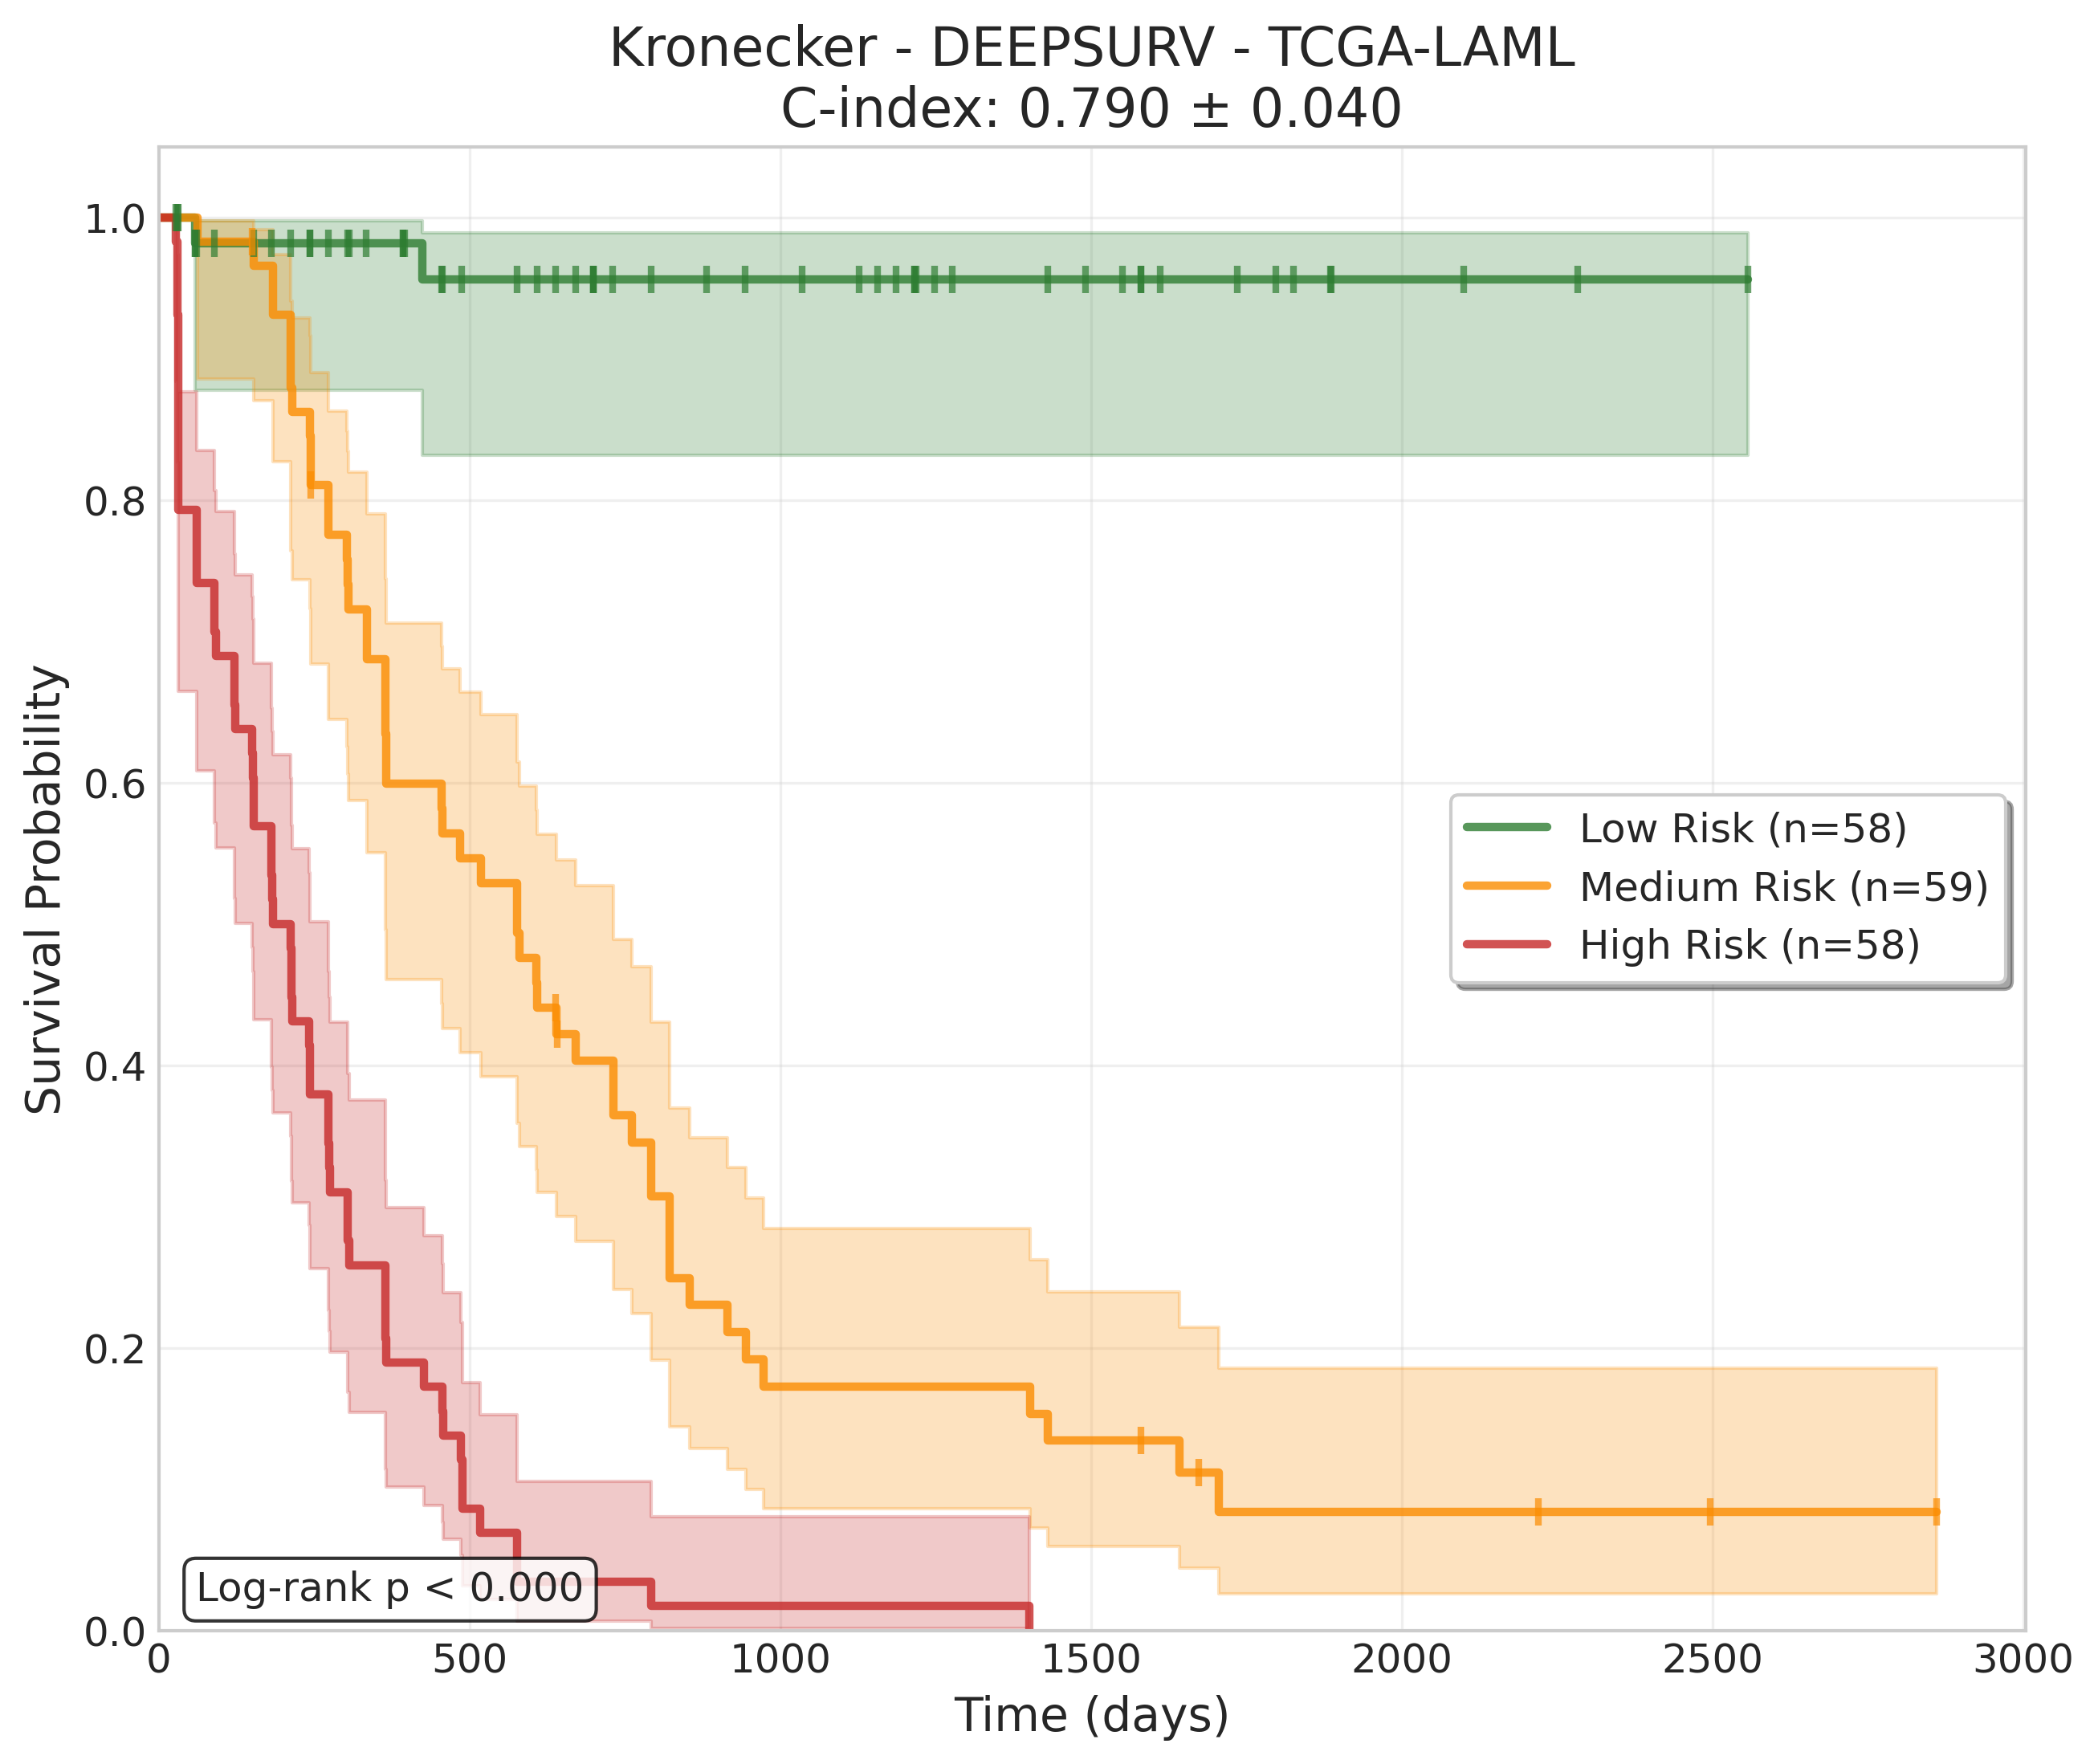 Kronecker - DEEPSURV - TCGA-LAML
C-index: 0.790 ± 0.040
Survival Probability
1.0
0.8
0.6
0.4
0.2
0.0
Low Risk (n=58)
Medium Risk (n=59)
High Risk (n=58)
Log-rank p < 0.000
0 500 1000 1500 2000 2500 3000
Time (days)